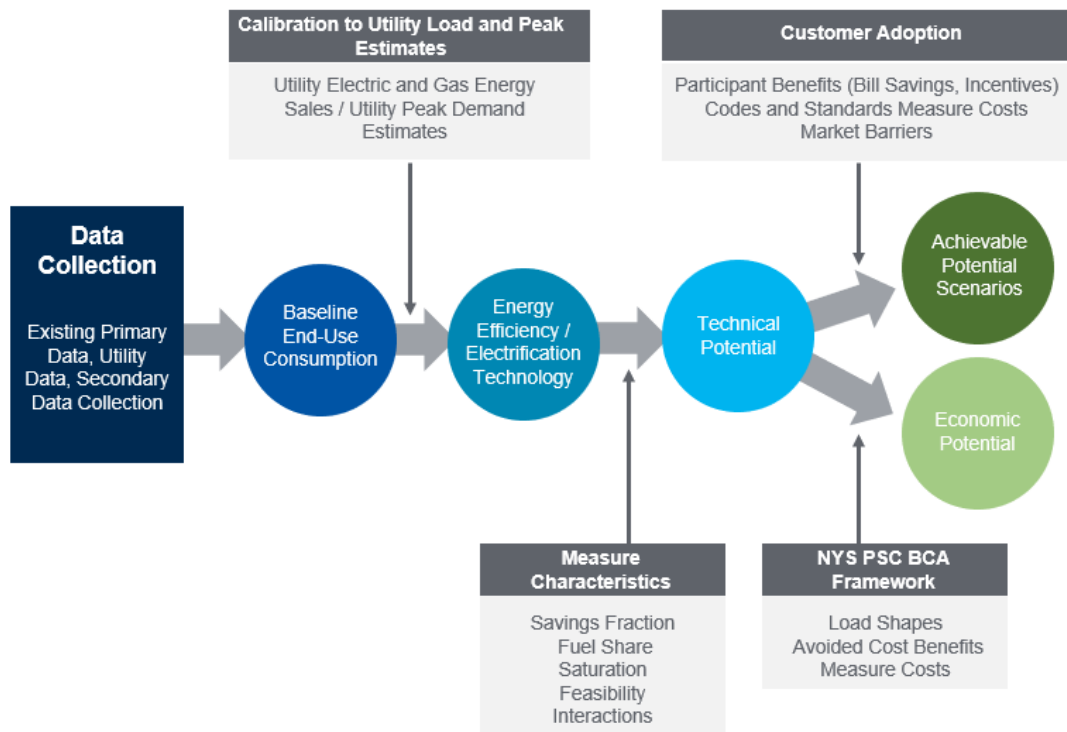 Calibration to Utility Load and Peak
Estimates
Utility Electric and Gas Energy
Sales / Utility Peak Demand
Estimates
Customer Adoption
Participant Benefits (Bill Savings, Incentives)
Codes and Standards Measure Costs
Market Barriers
Data
Collection
Existing Primary
Data, Utility
Data, Secondary
Data Collection
Baseline
End-Use
Consumption
Energy
Efficiency /
Electrification
Technology
Technical
Potential
Achievable
Potential
Scenarios
Economic
Potential
Measure
Characteristics
Savings Fraction
Fuel Share
Saturation
Feasibility
Interactions
NYS PSC BCA
Framework
Load Shapes
Avoided Cost Benefits
Measure Costs